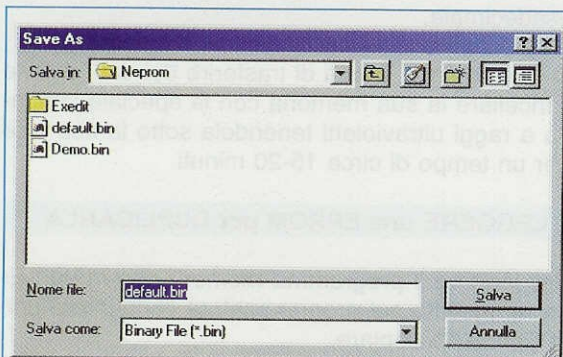 Save As
Salva in: Neprom
Exedit
default.bin
Demo.bin
Nome file: default.bin Salva
Salva come: Binary File (*.bin) Annulla